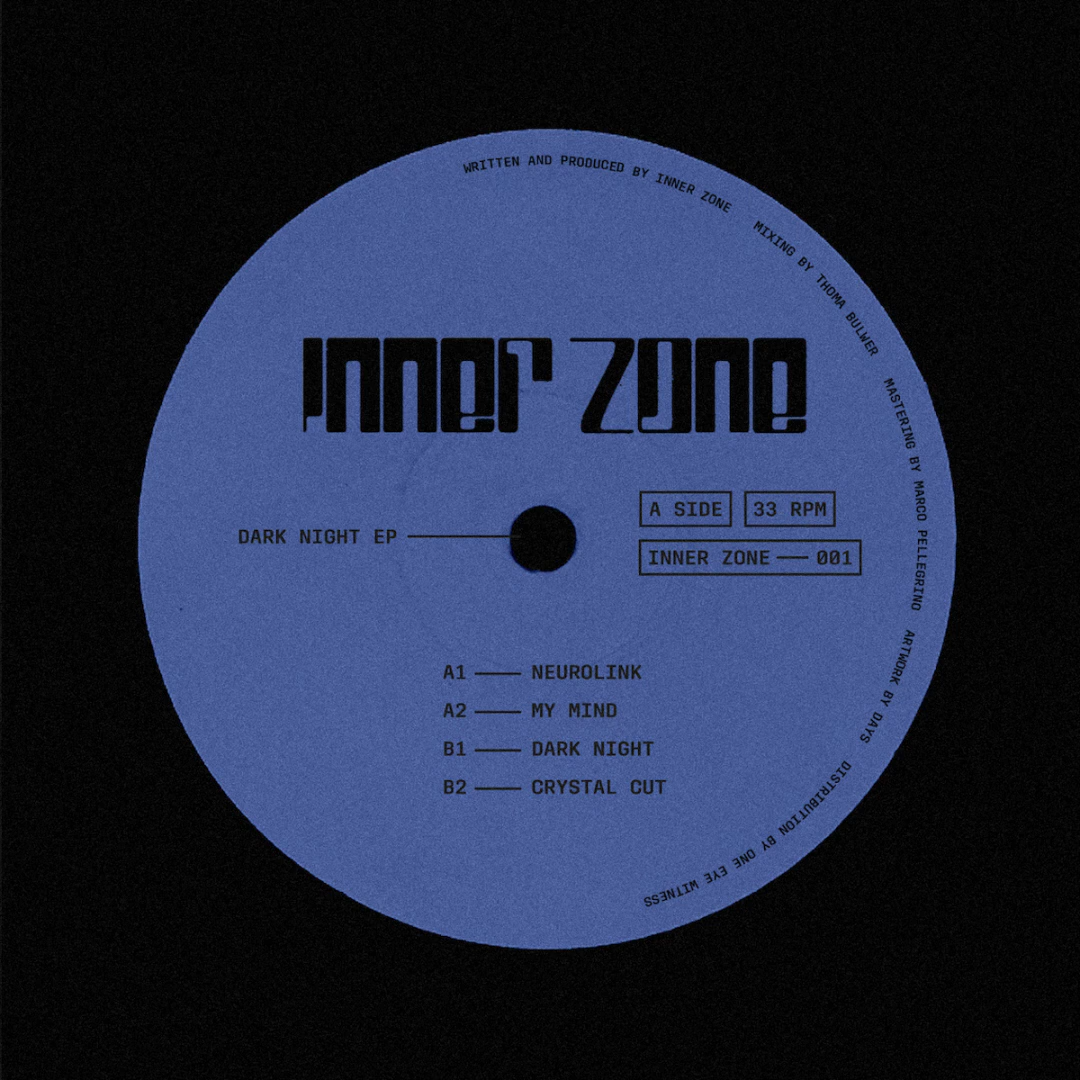 WRITTEN AND PRODUCED BY INNER ZONE
MIXING BY THOMA BULWER
MASTERING BY MARCO PELLEGRINO
ARTWORK BY DAYS
DISTRIBUTION BY ONE EYE WITNESS
Inner Zone
A SIDE
33 RPM
DARK NIGHT EP
INNER ZONE — 001
A1 — NEUROLINK
A2 — MY MIND
B1 — DARK NIGHT
B2 — CRYSTAL CUT